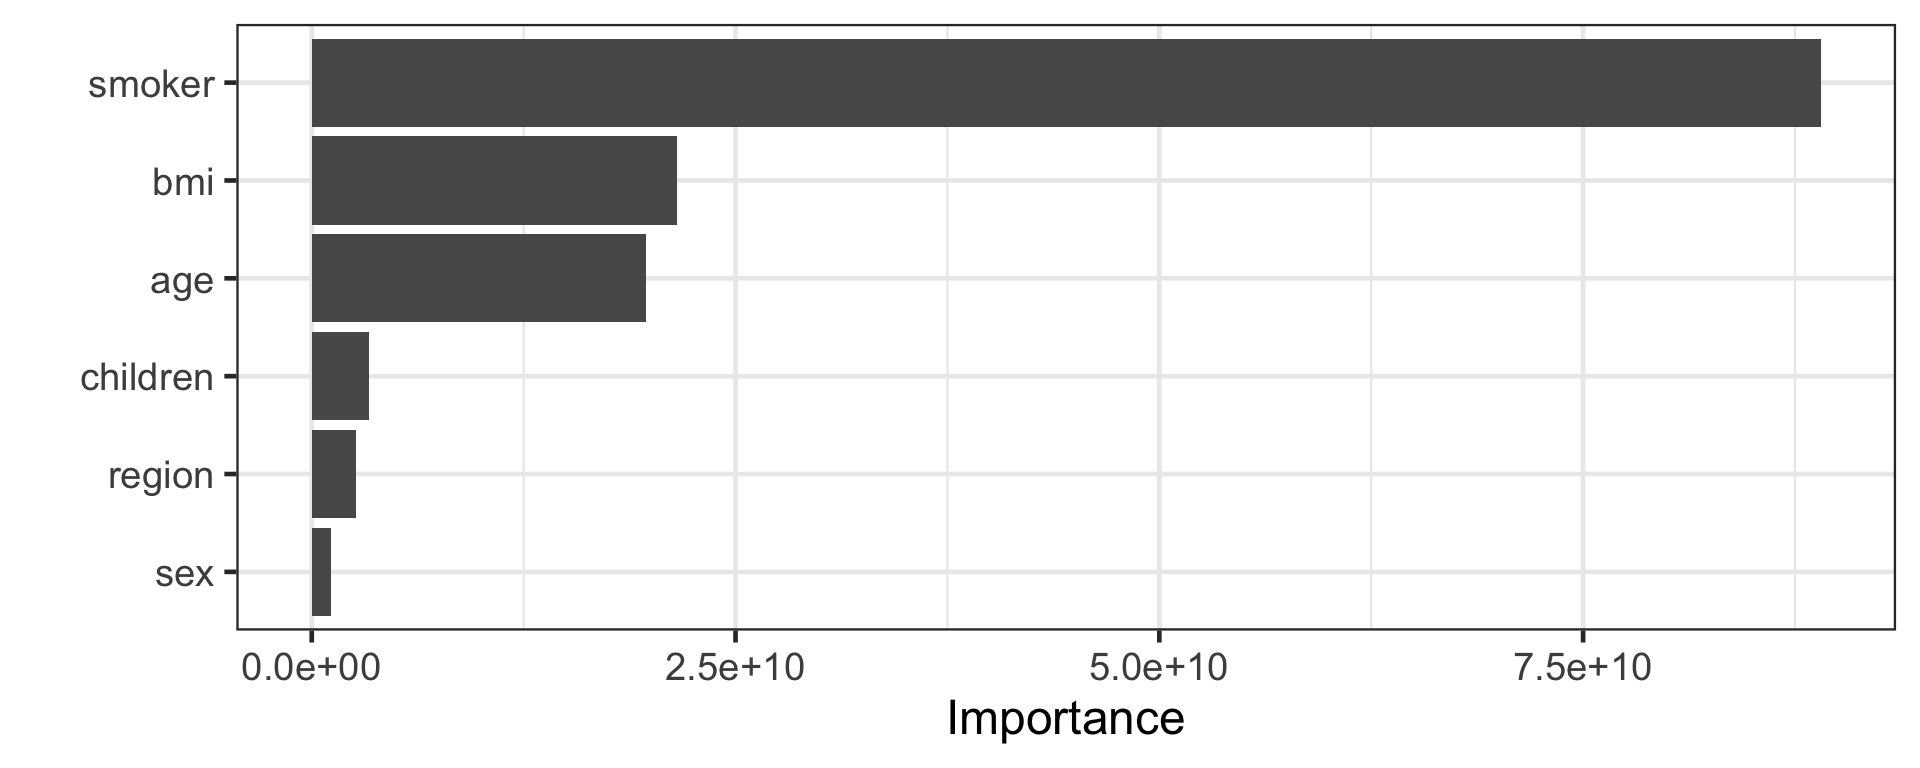 smoker
bmi
age
children
region
sex
0.0e+00 2.5e+10 5.0e+10 7.5e+10
Importance